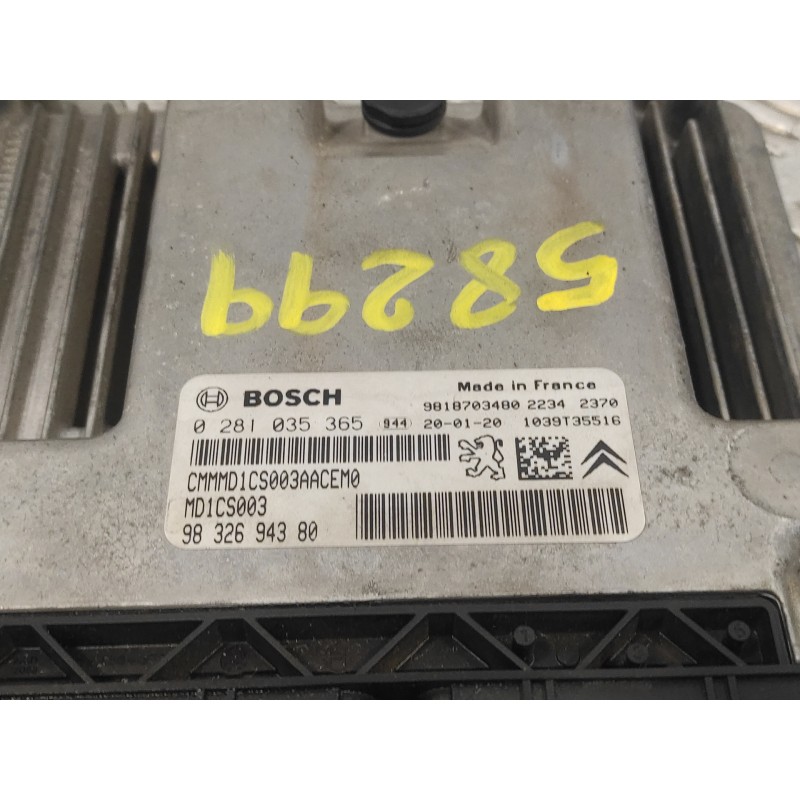 58299
BOSCH
Made in France
9818703480 2234 2370
0 281 035 365 944 20-01-20 1039T35516
CMMMD1CS003AACEM0
MD1CS003
98 326 943 80